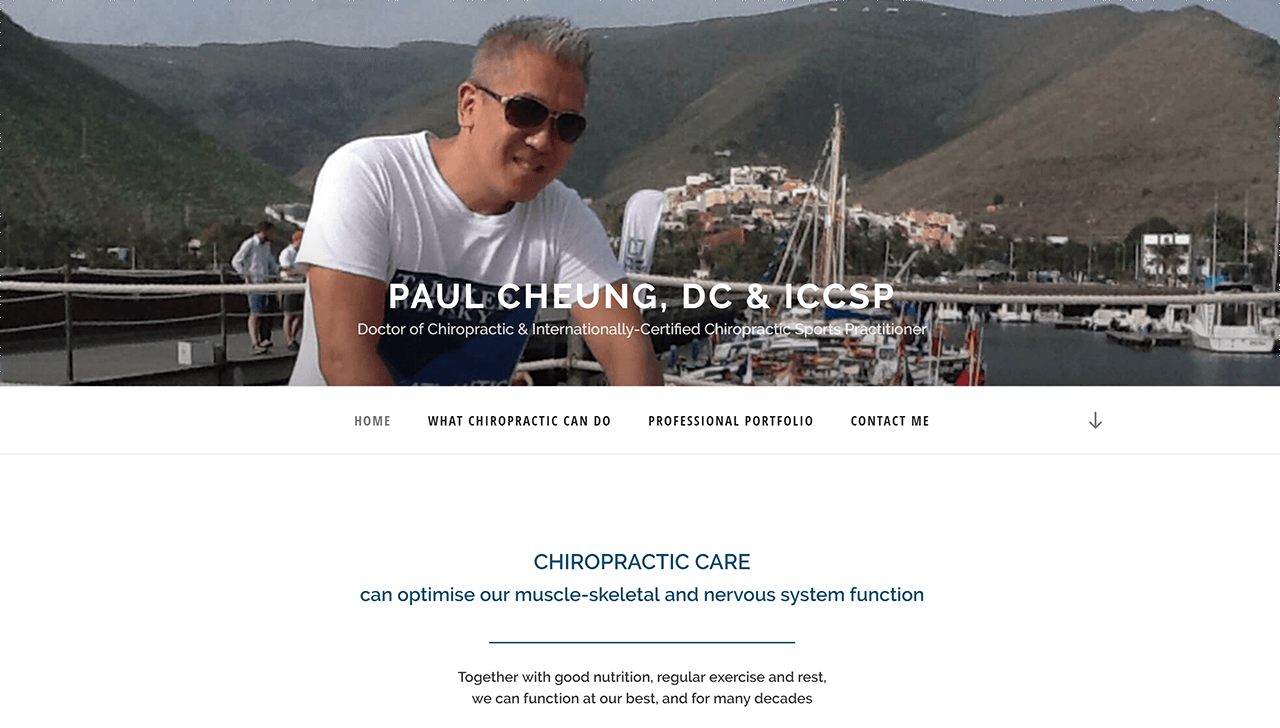 PAUL CHEUNG, DC & ICCSP
Doctor of Chiropractic & Internationally-Certified Chiropractic Sports Practitioner
HOME
WHAT CHIROPRACTIC CAN DO
PROFESSIONAL PORTFOLIO
CONTACT ME
CHIROPRACTIC CARE
can optimise our muscle-skeletal and nervous system function
Together with good nutrition, regular exercise and rest,
we can function at our best, and for many decades